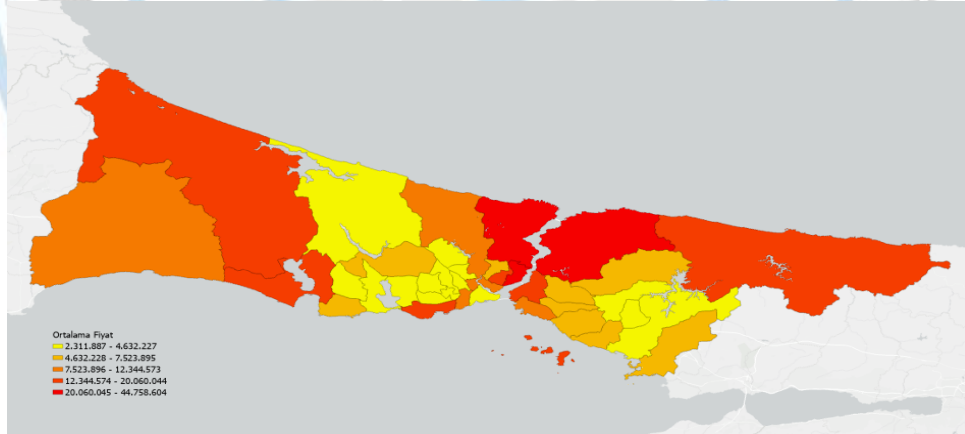 Ortalama Fiyat
2.311.887 - 4.632.227
4.632.228 - 7.523.895
7.523.896 - 12.344.573
12.344.574 - 20.060.044
20.060.045 - 44.758.604